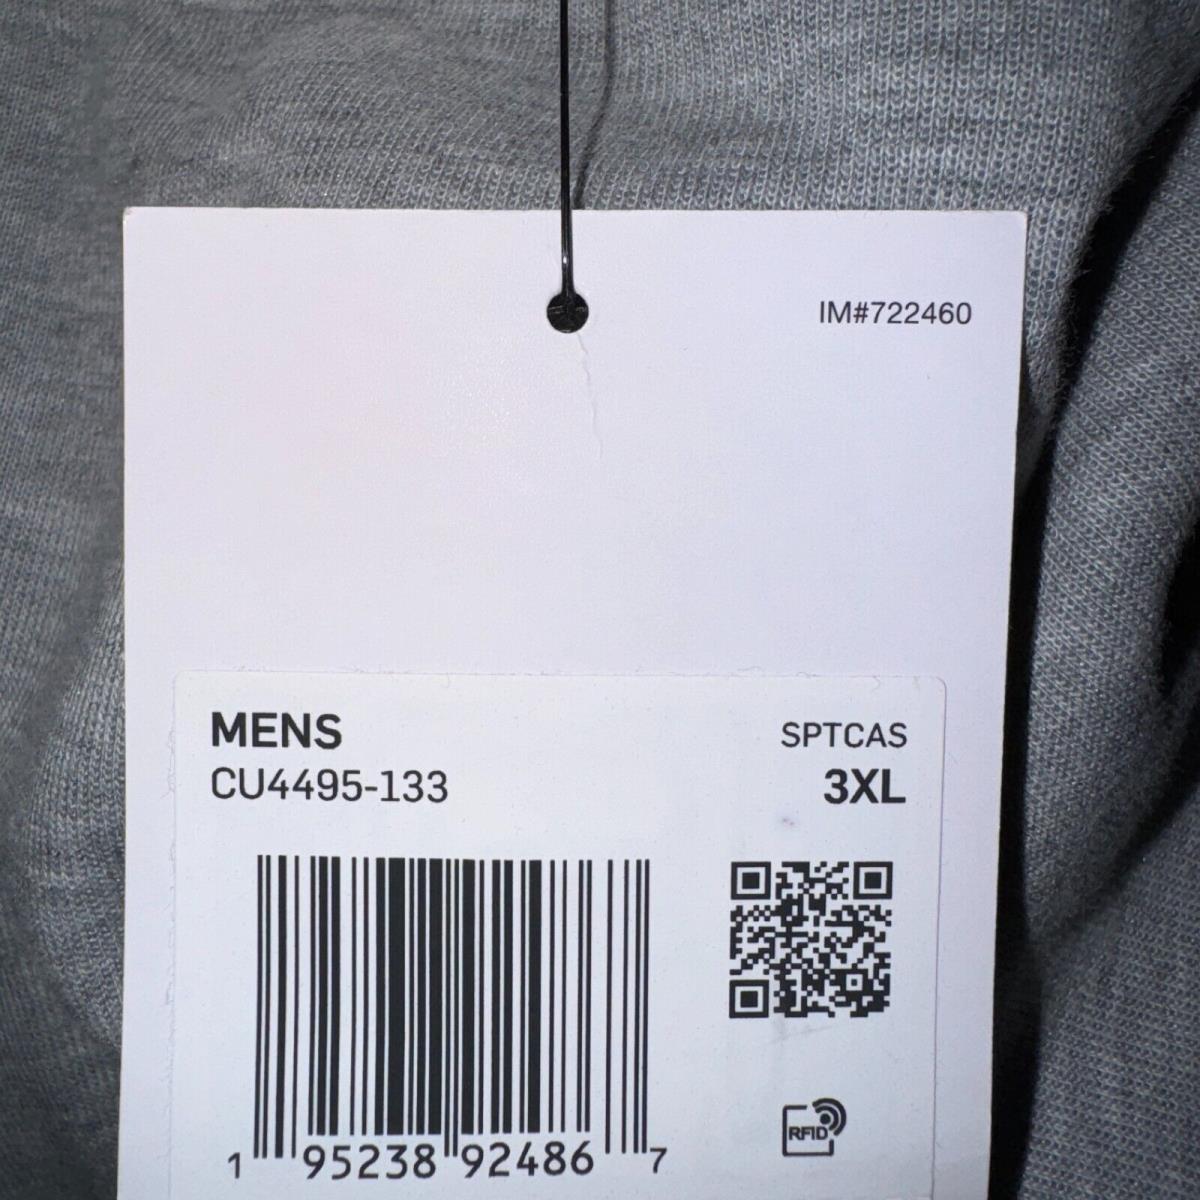 IM#722460
MENS
SPTCAS
CU4495-133
3XL
RFID
1 95238 92486 7